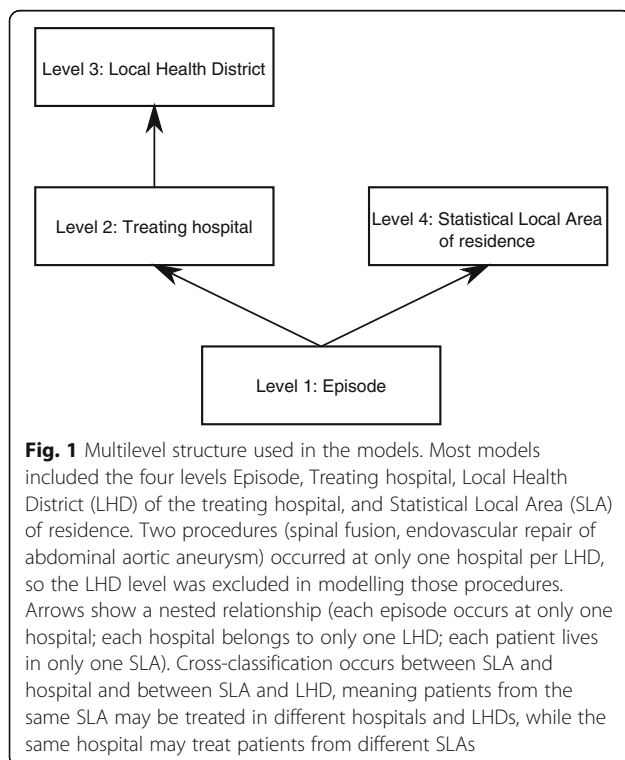 Level 3: Local Health District
Level 2: Treating hospital
Level 4: Statistical Local Area
of residence
Level 1: Episode
Fig. 1 Multilevel structure used in the models. Most models
included the four levels Episode, Treating hospital, Local Health
District (LHD) of the treating hospital, and Statistical Local Area (SLA)
of residence. Two procedures (spinal fusion, endovascular repair of
abdominal aortic aneurysm) occurred at only one hospital per LHD,
so the LHD level was excluded in modelling those procedures.
Arrows show a nested relationship (each episode occurs at only one
hospital; each hospital belongs to only one LHD; each patient lives
in only one SLA). Cross-classification occurs between SLA and
hospital and between SLA and LHD, meaning patients from the
same SLA may be treated in different hospitals and LHDs, while the
same hospital may treat patients from different SLAs